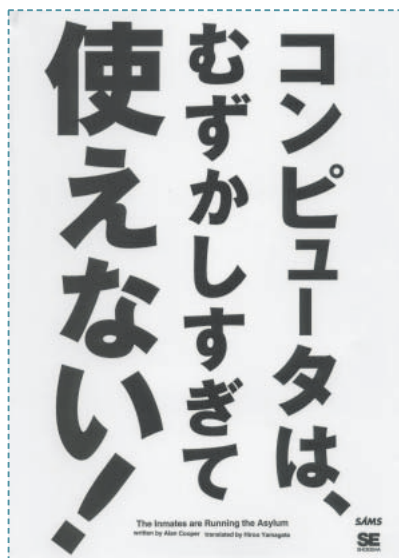 コンピュータは、
むずかしすぎて
使えない！
The Inmates are Running the Asylum
written by Alan Cooper translated by Hiroo Yamagata
SAMS
SE
SHOEISHA